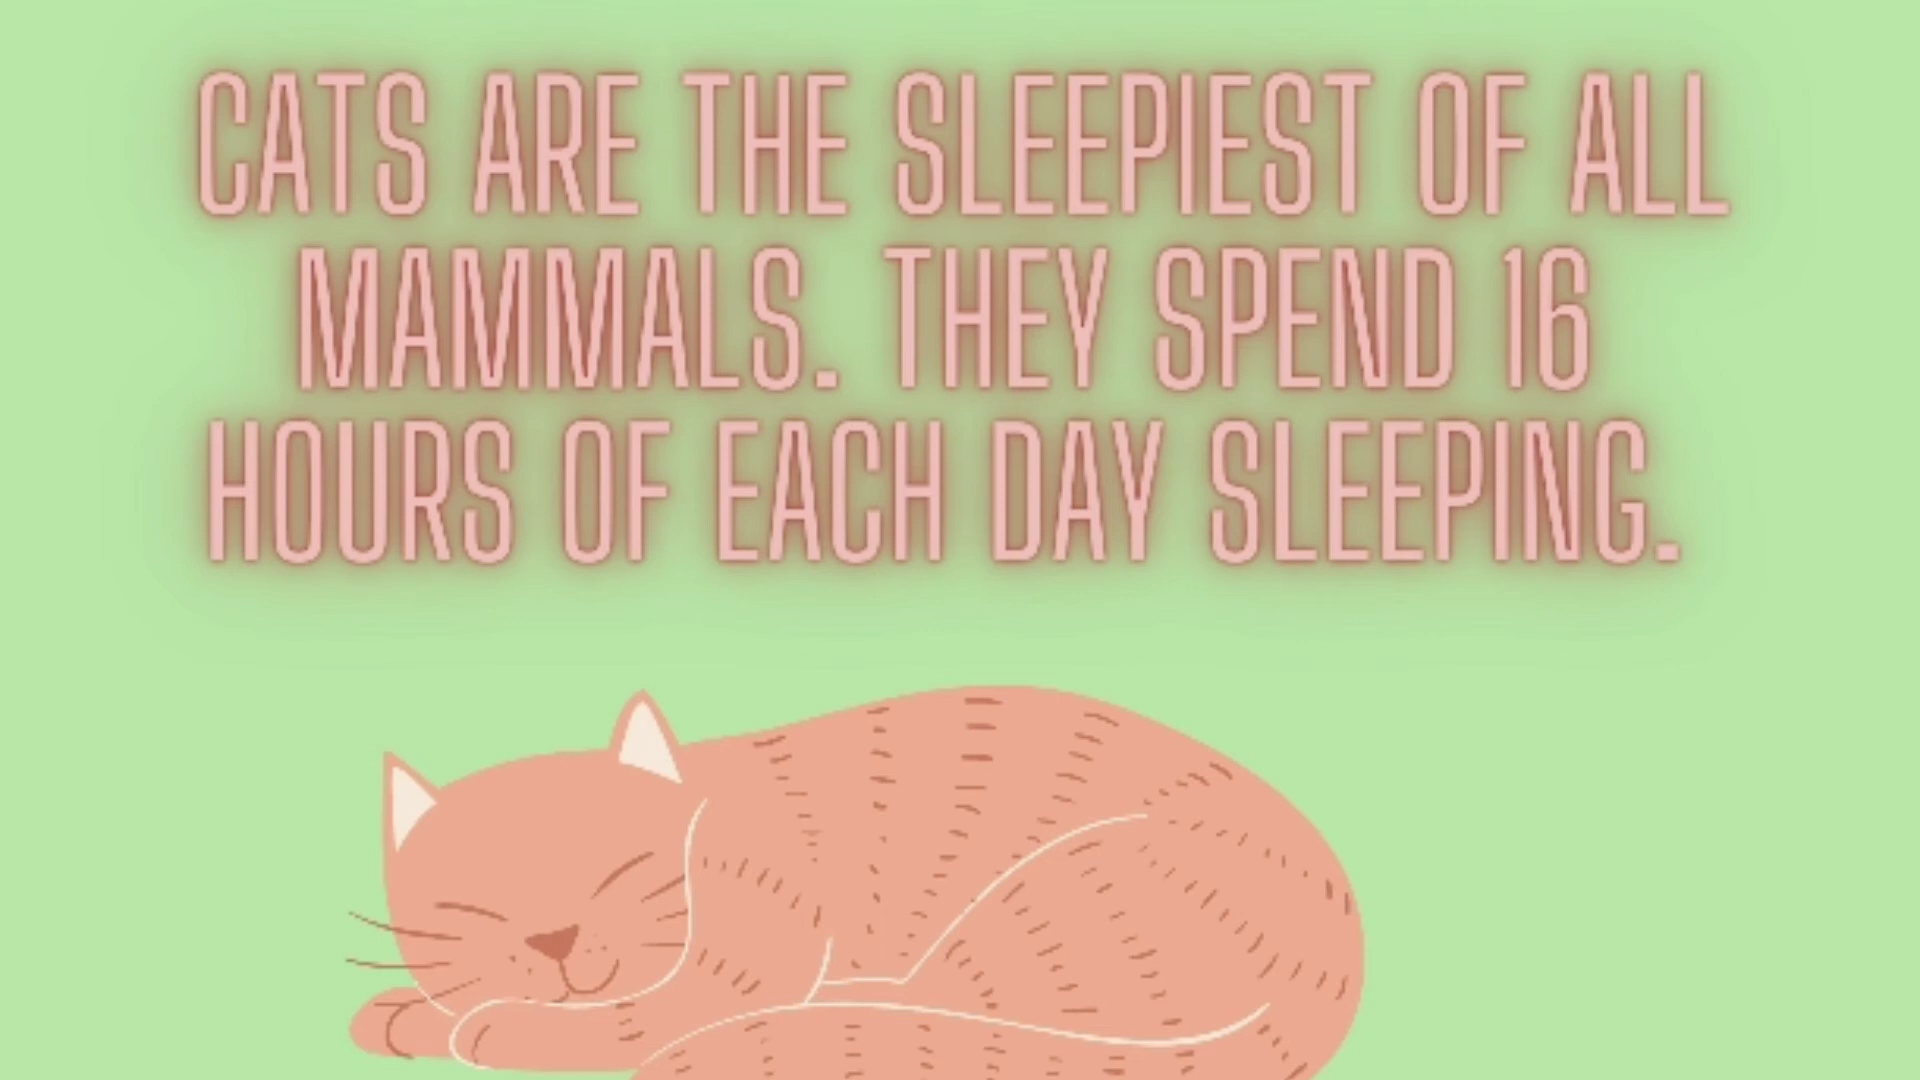 CATS ARE THE SLEEPIEST OF ALL
MAMMALS. THEY SPEND 16
HOURS OF EACH DAY SLEEPING.